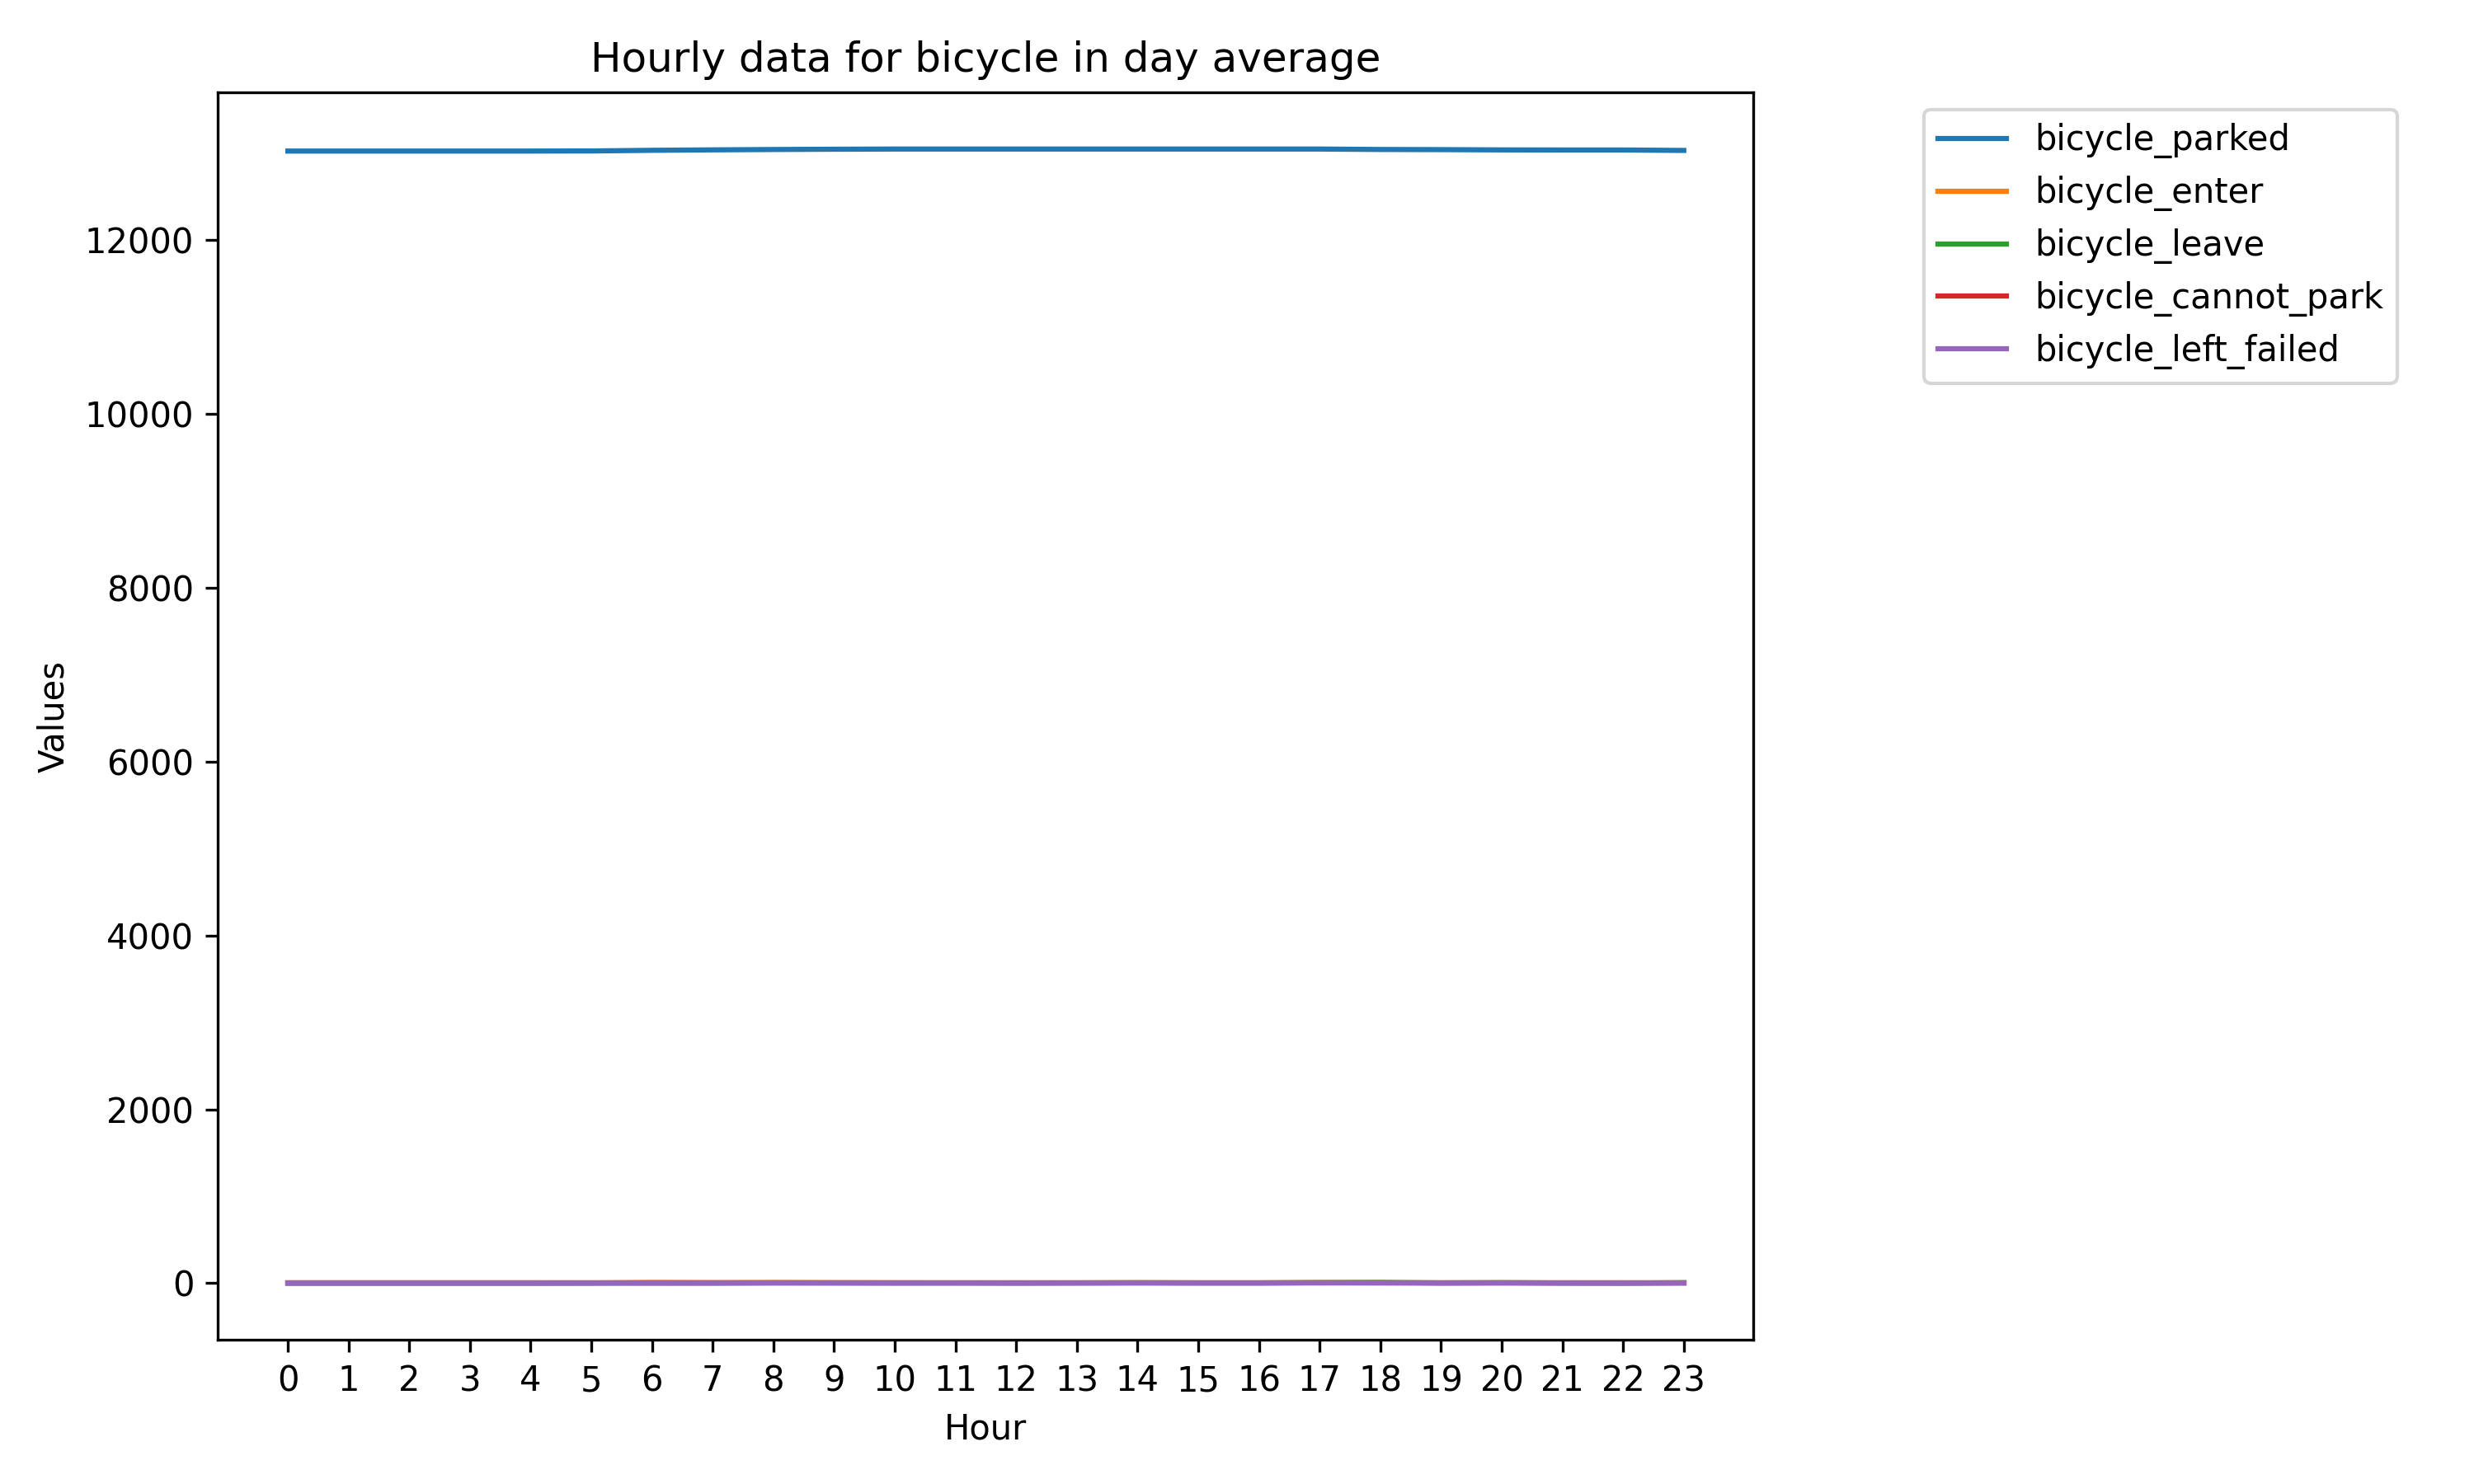 Hourly data for bicycle in day average
bicycle_parked
bicycle_enter
bicycle_leave
bicycle_cannot_park
bicycle_left_failed
Values
12000
10000
8000
6000
4000
2000
0
0 1 2 3 4 5 6 7 8 9 10 11 12 13 14 15 16 17 18 19 20 21 22 23
Hour